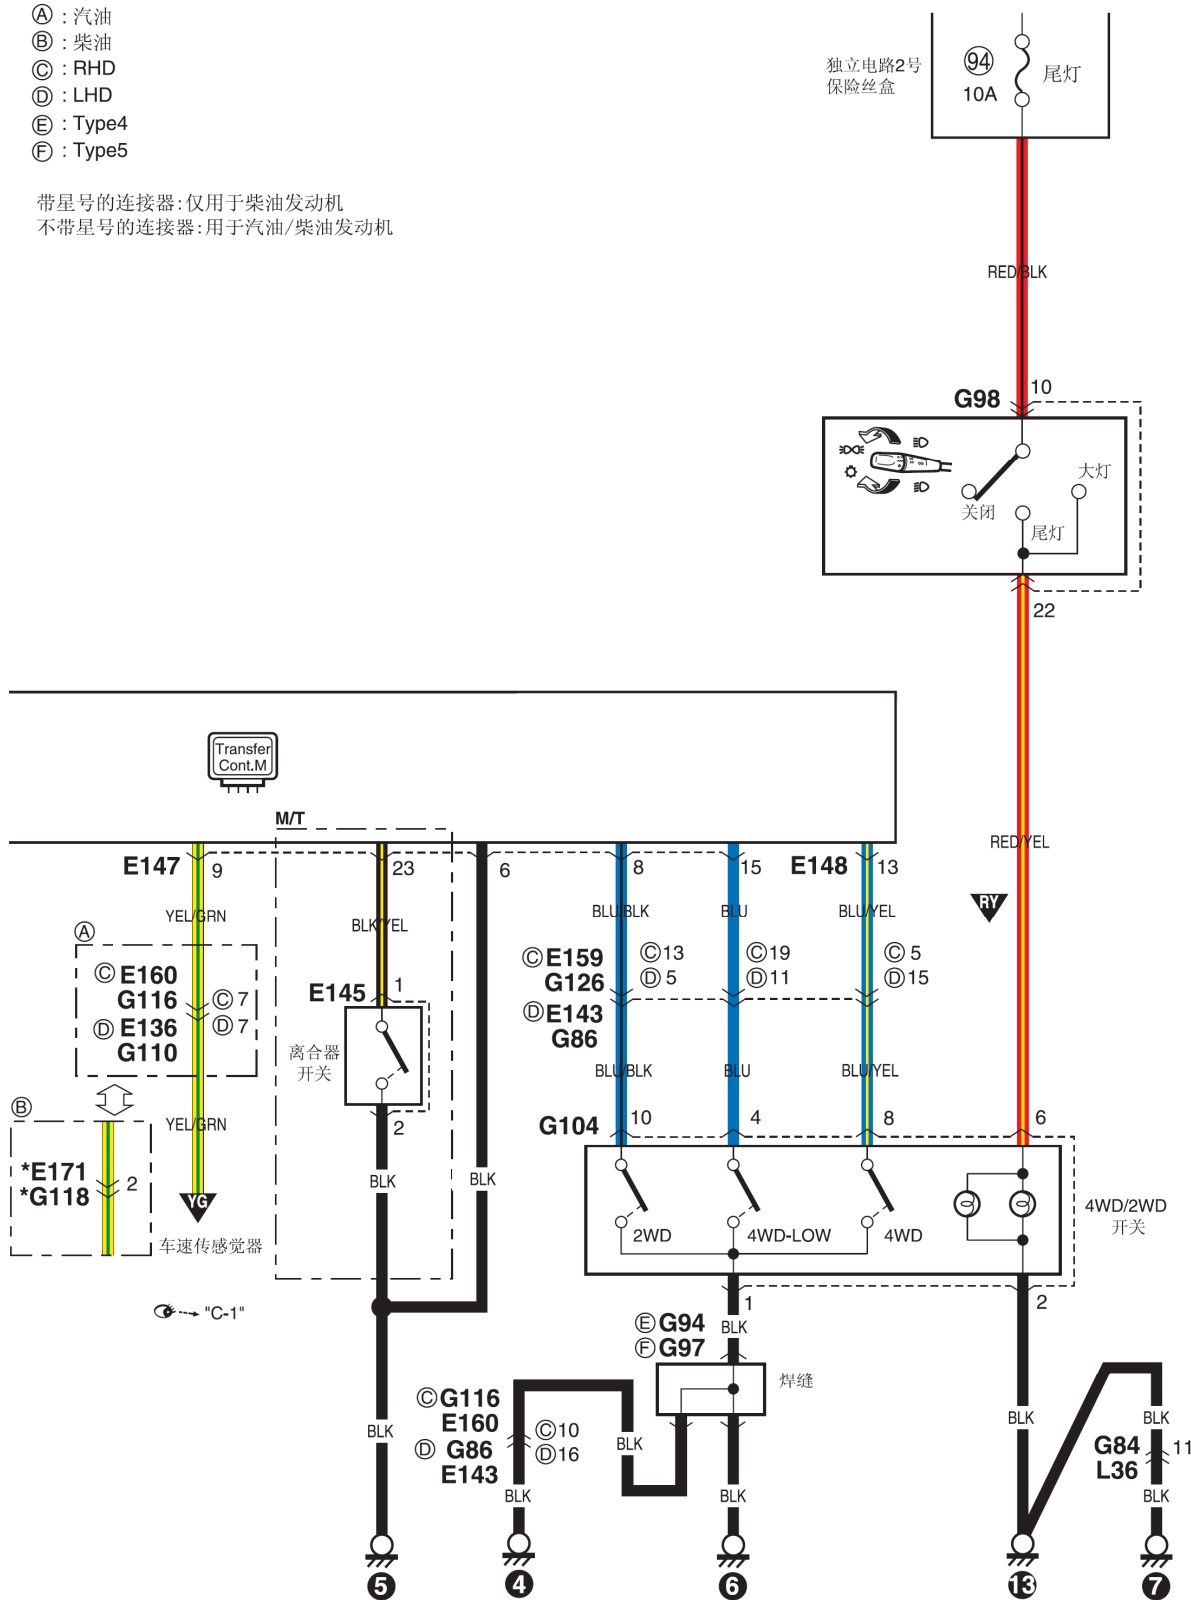 Ⓐ : 汽油
Ⓑ : 柴油
Ⓒ : RHD
Ⓓ : LHD
Ⓔ : Type4
Ⓕ : Type5
带星号的连接器:仅用于柴油发动机
不带星号的连接器:用于汽油/柴油发动机
独立电路2号
保险丝盒
94
10A
尾灯
RED/BLK
G98
10
大灯
关闭
尾灯
22
Transfer
Cont.M
M/T
RED/YEL
RY
E147
9
23
6
8
15
E148
13
YEL/GRN
BLK/YEL
BLU/BLK
BLU
BLU/YEL
Ⓐ
Ⓒ E160
G116
Ⓒ 7
Ⓓ E136
G110
Ⓓ 7
E145
1
Ⓒ E159
G126
Ⓒ 13
Ⓓ 5
Ⓒ 19
Ⓓ 11
Ⓒ 5
Ⓓ 15
Ⓓ E143
G86
离合器
开关
BLU/BLK
BLU
BLU/YEL
Ⓑ
YEL/GRN
2
G104
10
4
8
6
*E171
*G118
2
YG
BLK
BLK
车速传感觉器
2WD
4WD-LOW
4WD
4WD/2WD
开关
"C-1"
1
2
Ⓔ G94
Ⓕ G97
BLK
焊缝
Ⓒ G116
E160
Ⓒ 10
Ⓓ G86
E143
Ⓓ 16
BLK
BLK
BLK
BLK
G84
L36
11
BLK
BLK
BLK
5
4
6
13
7